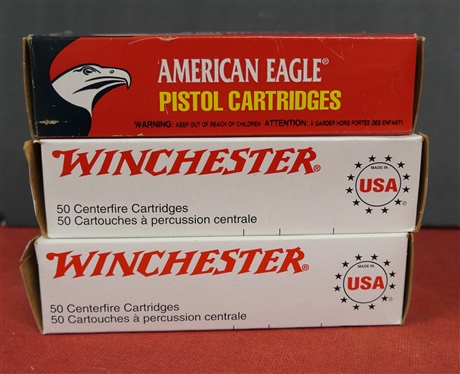 AMERICAN EAGLE®
PISTOL CARTRIDGES
WARNING: KEEP OUT OF REACH OF CHILDREN. ATTENTION: À GARDER HORS PORTÉE DES ENFANTS
WINCHESTER®
50 Centerfire Cartridges
50 Cartouches à percussion centrale
MADE IN
USA
WINCHESTER®
50 Centerfire Cartridges
50 Cartouches à percussion centrale
MADE IN
USA